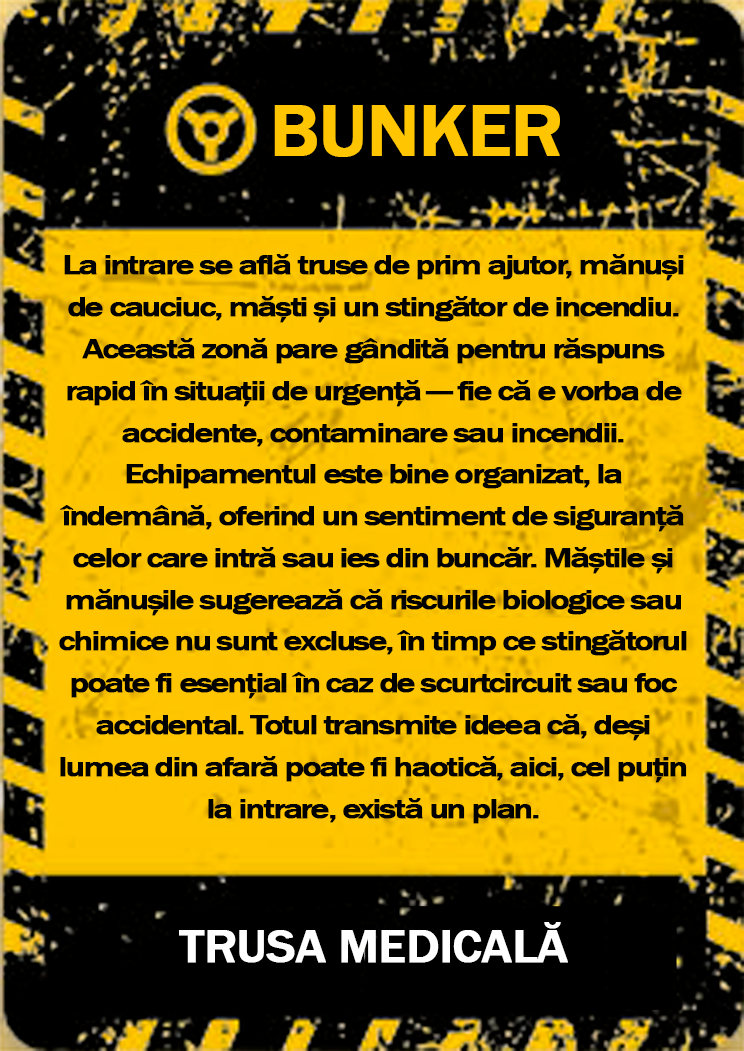 BUNKER
La intrare se află truse de prim ajutor, mănuși
de cauciuc, măști și un stingător de incendiu.
Această zonă pare gândită pentru răspuns
rapid în situații de urgență — fie că e vorba de
accidente, contaminare sau incendii.
Echipamentul este bine organizat, la
îndemână, oferind un sentiment de siguranță
celor care intră sau ies din buncăr. Măștile și
mănușile sugerează că riscurile biologice sau
chimice nu sunt excluse, în timp ce stingătorul
poate fi esențial în caz de scurtcircuit sau foc
accidental. Totul transmite ideea că, deși
lumea din afară poate fi haotică, aici, cel puțin
la intrare, există un plan.
TRUSA MEDICALĂ